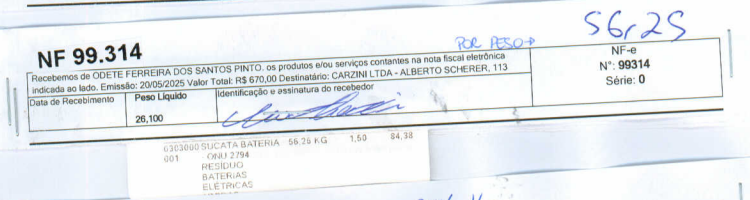 POR PESO→ 56,25
NF 99.314
Recebemos de ODETE FERREIRA DOS SANTOS PINTO. os produtos e/ou serviços contantes na nota fiscal eletrônica
indicada ao lado. Emissão: 20/05/2025 Valor Total: R$ 670,00 Destinatário: CARZINI LTDA - ALBERTO SCHERER, 113
Data de Recebimento Peso Liquido Identificação e assinatura do recebedor
26,100
NF-e
N°: 99314
Série: 0
6303000 SUCATA BATERIA 56,25 KG 1,50 84,38
001 ONU 2794
RESÍDUO
BATERIAS
ELÉTRICAS